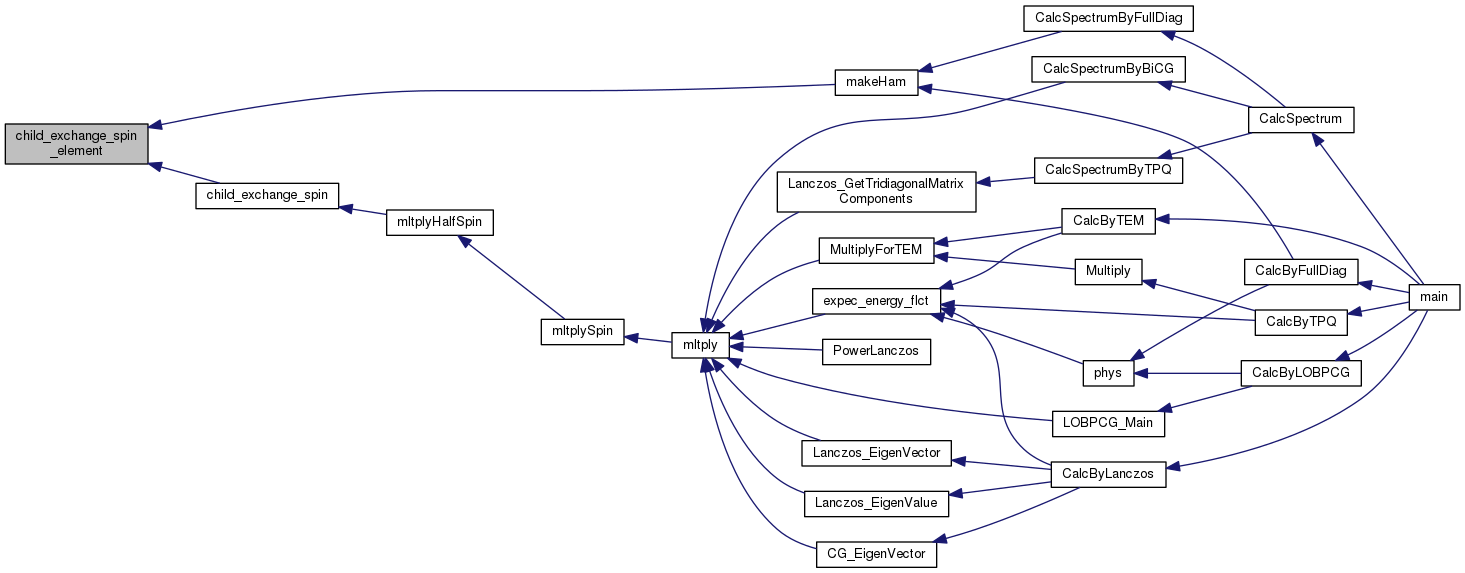 child_exchange_spin
_element
child_exchange_spin
mltplyHalfSpin
mltplySpin
mltply
makeHam
CalcSpectrumByFullDiag
CalcSpectrumByBiCG
CalcSpectrum
Lanczos_GetTridiagonalMatrix
Components
CalcSpectrumByTPQ
MultiplyForTEM
CalcByTEM
Multiply
CalcByFullDiag
main
expec_energy_flct
CalcByTPQ
PowerLanczos
phys
CalcByLOBPCG
LOBPCG_Main
Lanczos_EigenVector
CalcByLanczos
Lanczos_EigenValue
CG_EigenVector